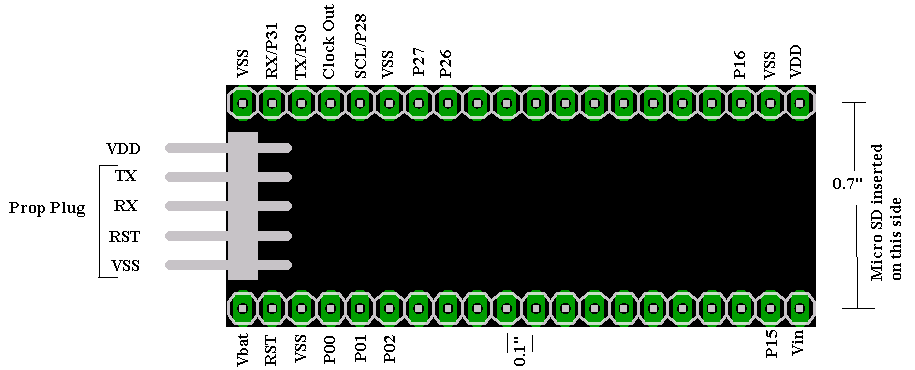 VSS
RX/P31
TX/P30
Clock Out
SCL/P28
VSS
P27
P26
P16
VSS
VDD
VDD
TX
RX
RST
VSS
Prop Plug
0.7"
Micro SD inserted
on this side
Vbat
RST
VSS
P00
P01
P02
0.1"
P15
Vin